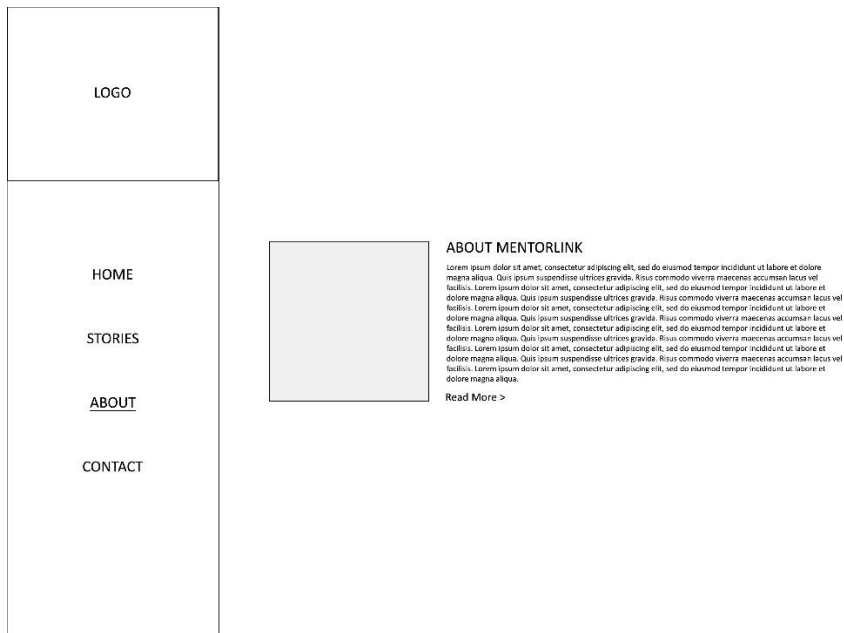 LOGO
HOME
STORIES
ABOUT
CONTACT
ABOUT MENTORLINK
Lorem ipsum dolor sit amet, consectetur adipiscing elit, sed do eiusmod tempor incididunt ut labore et dolore
magna aliqua. Quis ipsum suspendisse ultrices gravida. Risus commodo viverra maecenas accumsan lacus vel
facilisis. Lorem ipsum dolor sit amet, consectetur adipiscing elit, sed do eiusmod tempor incididunt ut labore et
dolore magna aliqua. Quis ipsum suspendisse ultrices gravida. Risus commodo viverra maecenas accumsan lacus vel
facilisis. Lorem ipsum dolor sit amet, consectetur adipiscing elit, sed do eiusmod tempor incididunt ut labore et
dolore magna aliqua. Quis ipsum suspendisse ultrices gravida. Risus commodo viverra maecenas accumsan lacus vel
facilisis. Lorem ipsum dolor sit amet, consectetur adipiscing elit, sed do eiusmod tempor incididunt ut labore et
dolore magna aliqua. Quis ipsum suspendisse ultrices gravida. Risus commodo viverra maecenas accumsan lacus vel
facilisis. Lorem ipsum dolor sit amet, consectetur adipiscing elit, sed do eiusmod tempor incididunt ut labore et
dolore magna aliqua. Quis ipsum suspendisse ultrices gravida. Risus commodo viverra maecenas accumsan lacus vel
facilisis. Lorem ipsum dolor sit amet, consectetur adipiscing elit, sed do eiusmod tempor incididunt ut labore et
dolore magna aliqua.
Read More >